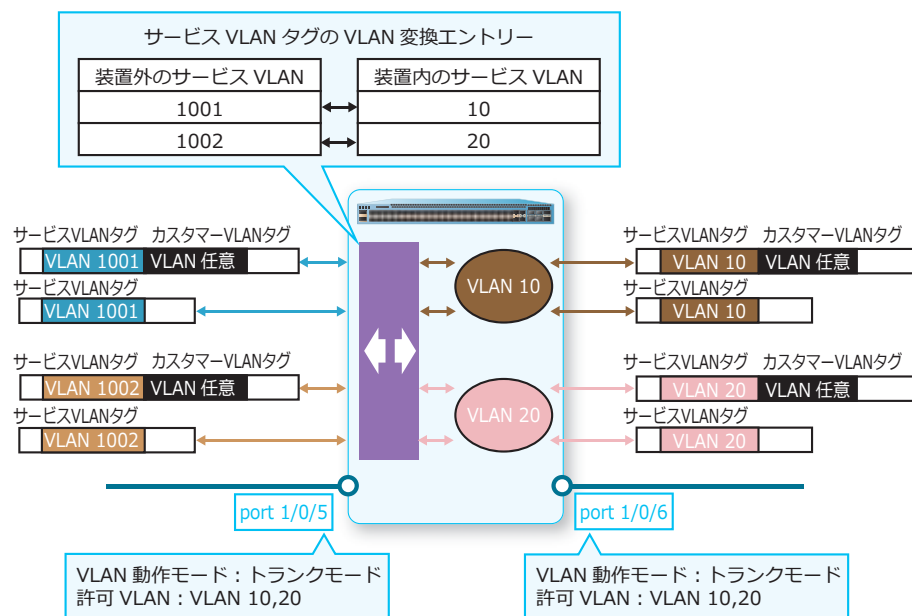 サービス VLAN タグの VLAN 変換エントリー
装置外のサービス VLAN
装置内のサービス VLAN
1001
10
1002
20
サービスVLANタグ カスタマーVLANタグ
VLAN 1001 VLAN 任意
サービスVLANタグ
VLAN 1001
サービスVLANタグ カスタマーVLANタグ
VLAN 1002 VLAN 任意
サービスVLANタグ
VLAN 1002
VLAN 10
VLAN 20
サービスVLANタグ カスタマーVLANタグ
VLAN 10 VLAN 任意
サービスVLANタグ
VLAN 10
サービスVLANタグ カスタマーVLANタグ
VLAN 20 VLAN 任意
サービスVLANタグ
VLAN 20
port 1/0/5
port 1/0/6
VLAN 動作モード：トランクモード
許可 VLAN：VLAN 10,20
VLAN 動作モード：トランクモード
許可 VLAN：VLAN 10,20